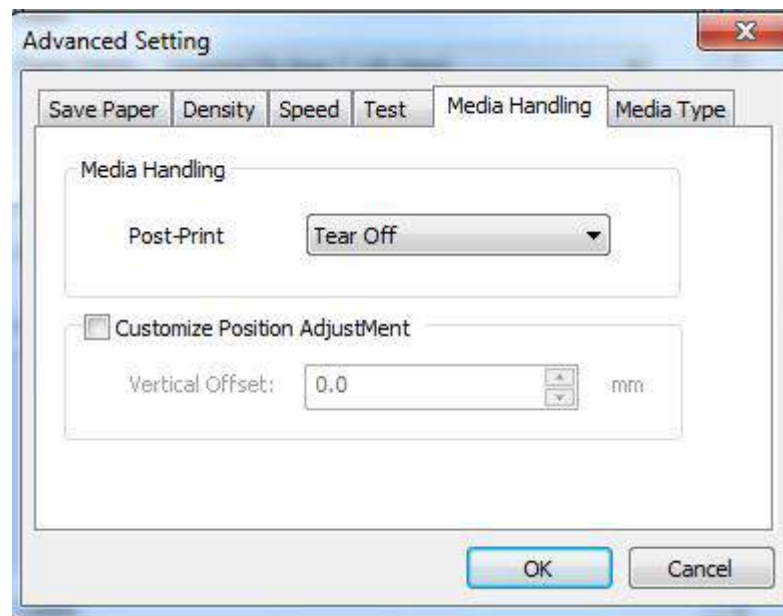 Advanced Setting
Save Paper Density Speed Test Media Handling Media Type
Media Handling
Post-Print Tear Off
Customize Position AdjustMent
Vertical Offset: 0.0 mm
OK Cancel